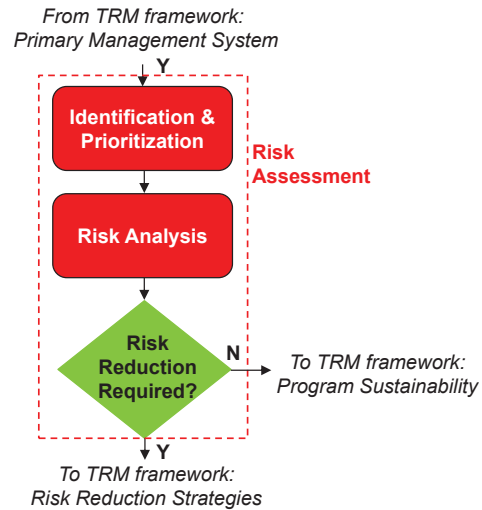 From TRM framework:
Primary Management System
Y
Identification &
Prioritization
Risk
Assessment
Risk Analysis
Risk
Reduction
Required?
N
To TRM framework:
Program Sustainability
Y
To TRM framework:
Risk Reduction Strategies